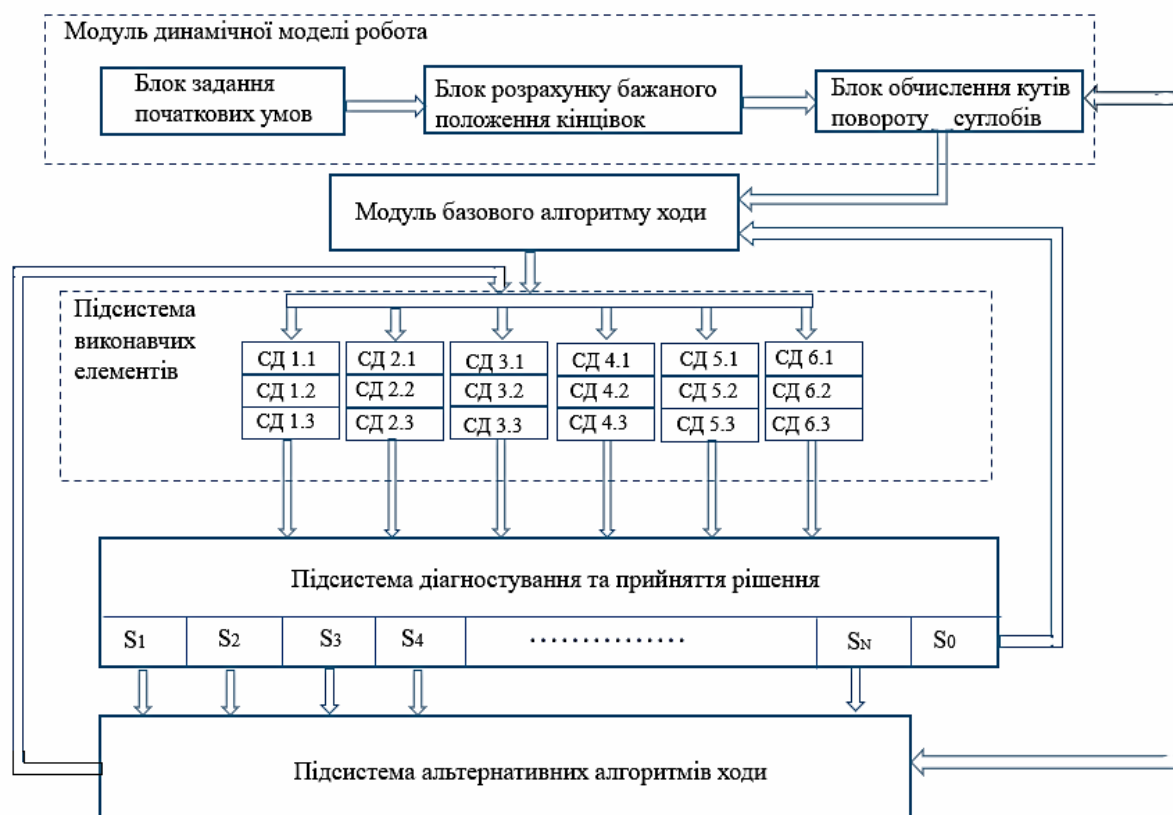 Модуль динамічної моделі робота
Блок задання
початкових умов
Блок розрахунку бажаного
положення кінцівок
Блок обчислення кутів
повороту суглобів
Модуль базового алгоритму ходи
Підсистема
виконавчих
елементів
СД 1.1 СД 2.1 СД 3.1 СД 4.1 СД 5.1 СД 6.1
СД 1.2 СД 2.2 СД 3.2 СД 4.2 СД 5.2 СД 6.2
СД 1.3 СД 2.3 СД 3.3 СД 4.3 СД 5.3 СД 6.3
Підсистема діагностування та прийняття рішення
S1 S2 S3 S4 ................ SN S0
Підсистема альтернативних алгоритмів ходи